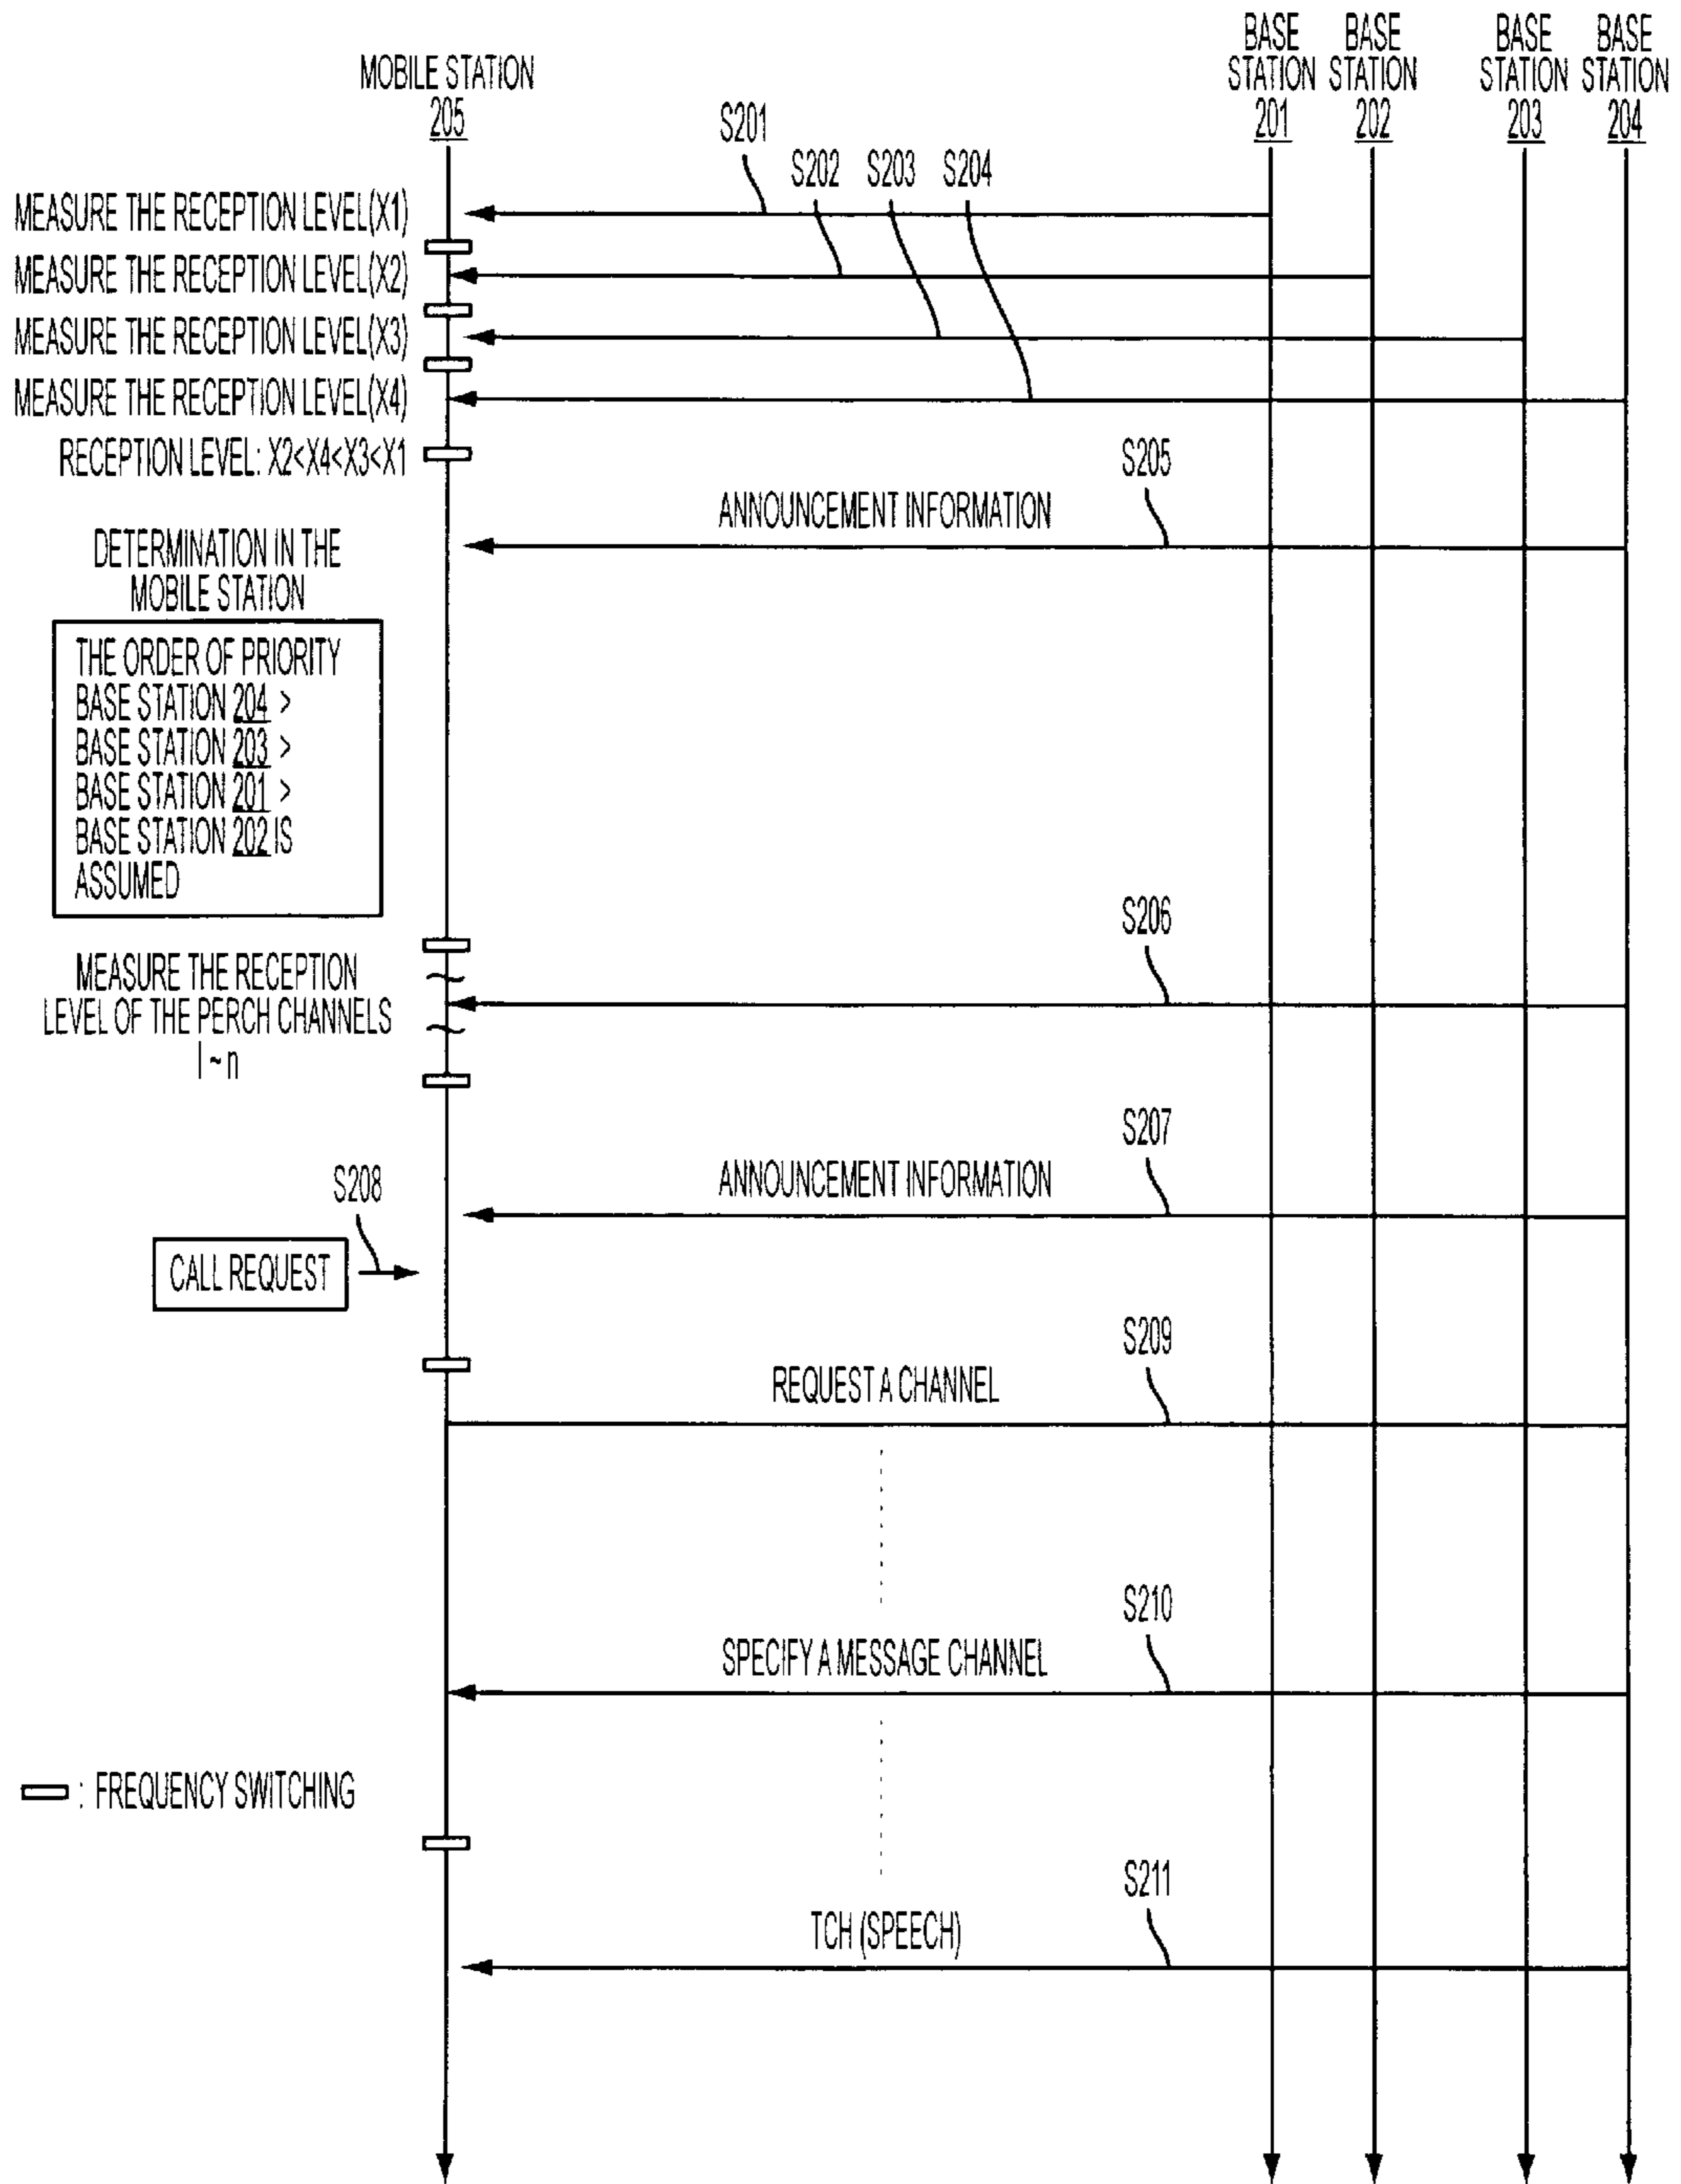 MOBILE STATION
205
BASE
STATION
201
BASE
STATION
202
BASE
STATION
203
BASE
STATION
204
S201
S202
S203
S204
MEASURE THE RECEPTION LEVEL(X1)
MEASURE THE RECEPTION LEVEL(X2)
MEASURE THE RECEPTION LEVEL(X3)
MEASURE THE RECEPTION LEVEL(X4)
RECEPTION LEVEL: X2<X4<X3<X1
S205
ANNOUNCEMENT INFORMATION
DETERMINATION IN THE
MOBILE STATION
THE ORDER OF PRIORITY
BASE STATION 204 >
BASE STATION 203 >
BASE STATION 201 >
BASE STATION 202 IS
ASSUMED
S206
MEASURE THE RECEPTION
LEVEL OF THE PERCH CHANNELS
l ~ n
S207
ANNOUNCEMENT INFORMATION
S208
CALL REQUEST
S209
REQUEST A CHANNEL
S210
SPECIFY A MESSAGE CHANNEL
: FREQUENCY SWITCHING
S211
TCH (SPEECH)